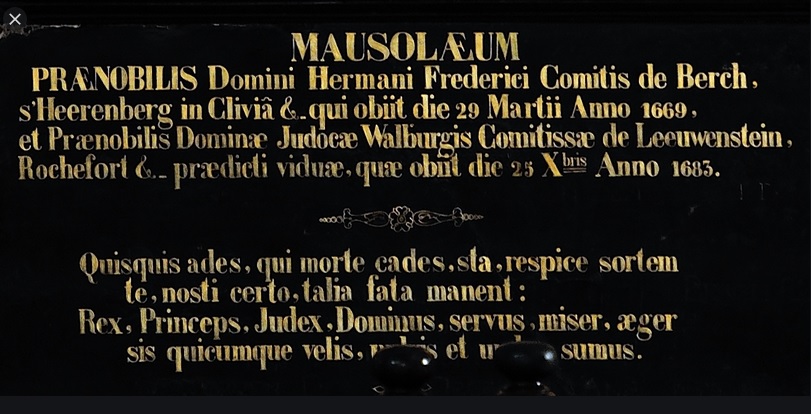 MAUSOLÆUM
PRÆNOBILIS Domini Hermani Frederici Comitis de Berch,
s'Heerenberg in Cliviâ &.. qui obiit die 29 Martii Anno 1669,
et Prænobilis Dominæ Judocæ Walburgis Comitissæ de Leeuwenstein,
Rochefort &.. prædicti viduæ, quæ obiit die 25 Xbris Anno 1683.
Quisquis ades, qui morte cades, sta, respice sortem
te, nosti certo, talia fata manent:
Rex, Princeps, Judex, Dominus, servus, miser, æger
sis quicumque velis, et sumus.